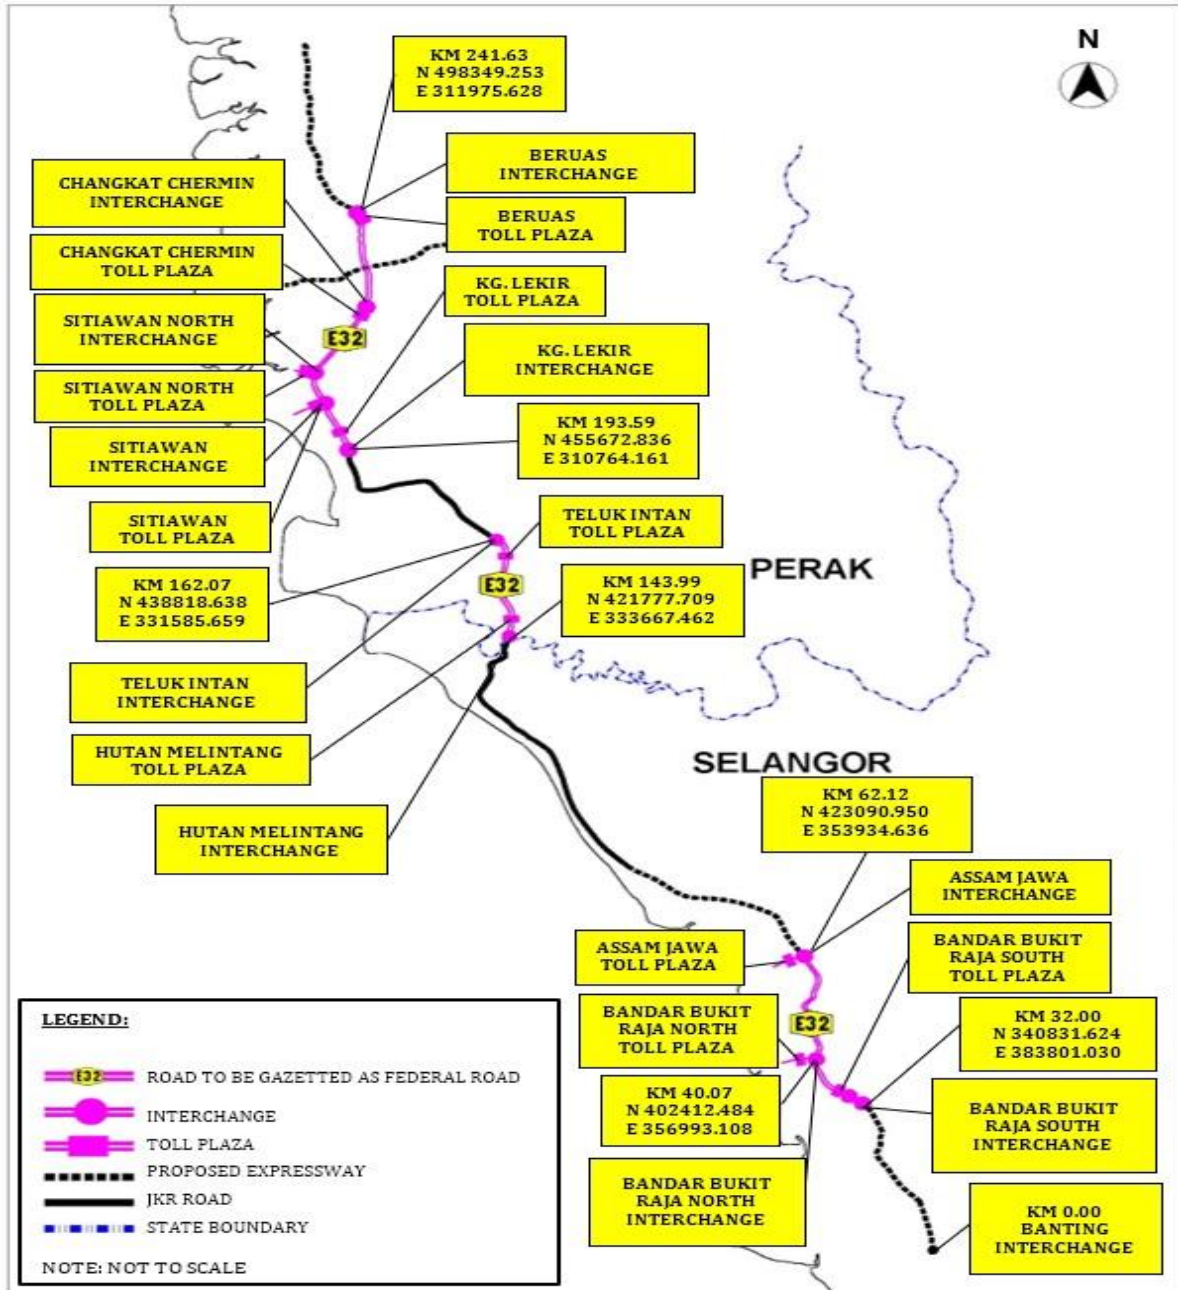 KM 241.63
N 498349.253
E 311975.628
N
BERUAS
INTERCHANGE
CHANGKAT CHERMIN
INTERCHANGE
BERUAS
TOLL PLAZA
CHANGKAT CHERMIN
TOLL PLAZA
KG. LEKIR
TOLL PLAZA
SITIAWAN NORTH
INTERCHANGE
E32
KG. LEKIR
INTERCHANGE
SITIAWAN NORTH
TOLL PLAZA
KM 193.59
N 455672.836
E 310764.161
SITIAWAN
INTERCHANGE
SITIAWAN
TOLL PLAZA
TELUK INTAN
TOLL PLAZA
KM 162.07
N 438818.638
E 331585.659
E32
KM 143.99
N 421777.709
E 333667.462
PERAK
TELUK INTAN
INTERCHANGE
HUTAN MELINTANG
TOLL PLAZA
SELANGOR
HUTAN MELINTANG
INTERCHANGE
KM 62.12
N 423090.950
E 353934.636
ASSAM JAWA
INTERCHANGE
ASSAM JAWA
TOLL PLAZA
BANDAR BUKIT
RAJA SOUTH
TOLL PLAZA
BANDAR BUKIT
RAJA NORTH
TOLL PLAZA
E32
KM 32.00
N 340831.624
E 383801.030
KM 40.07
N 402412.484
E 356993.108
BANDAR BUKIT
RAJA SOUTH
INTERCHANGE
BANDAR BUKIT
RAJA NORTH
INTERCHANGE
KM 0.00
BANTING
INTERCHANGE
LEGEND:
E32 ROAD TO BE GAZETTED AS FEDERAL ROAD
INTERCHANGE
TOLL PLAZA
PROPOSED EXPRESSWAY
JKR ROAD
STATE BOUNDARY
NOTE: NOT TO SCALE